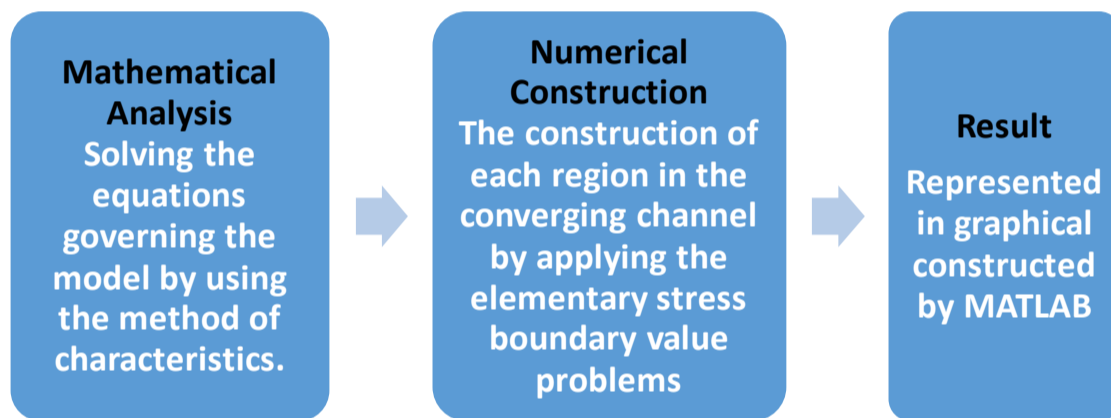 Mathematical
Analysis
Solving the
equations
governing the
model by using
the method of
characteristics.
Numerical
Construction
The construction of
each region in the
converging channel
by applying the
elementary stress
boundary value
problems
Result
Represented
in graphical
constructed
by MATLAB